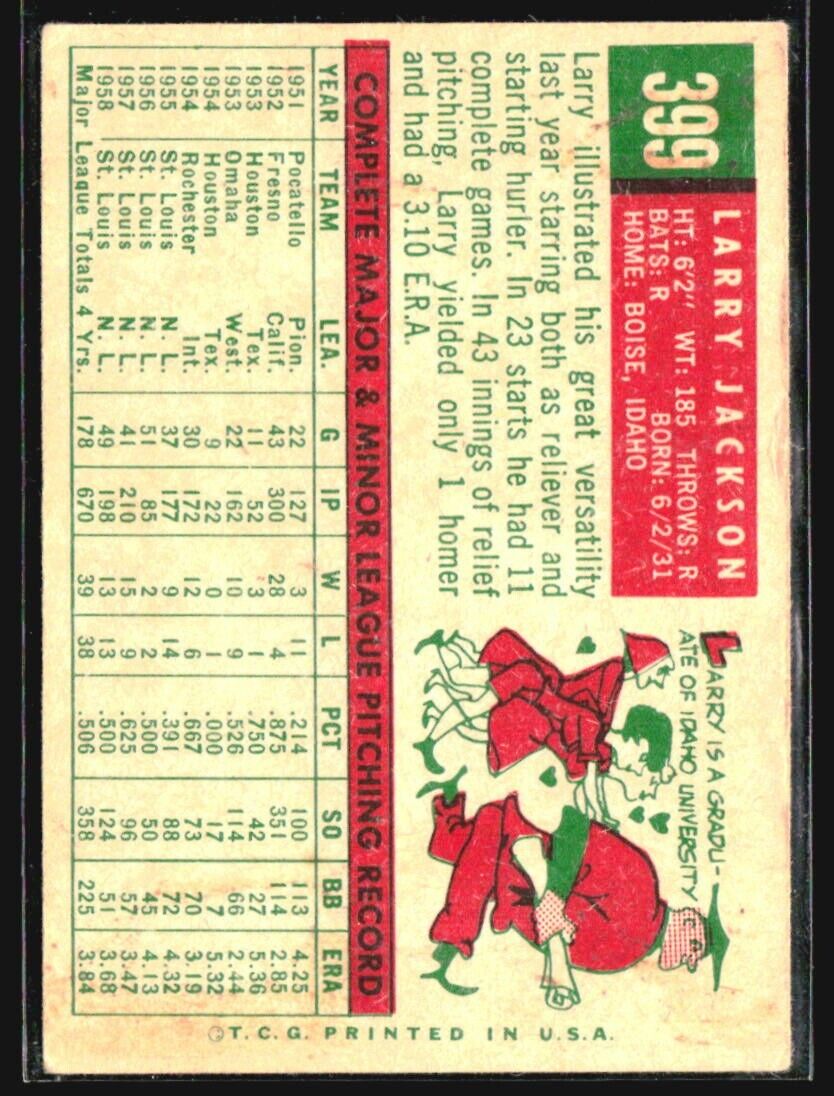 399
LARRY JACKSON
HT: 6'2" WT: 185 THROWS: R
BATS: R BORN: 6/2/31
HOME: BOISE, IDAHO
Larry illustrated his great versatility
last year starring both as reliever and
starting hurler. In 23 starts he had 11
complete games. In 43 innings of relief
pitching, Larry yielded only 1 homer
and had a 3.10 E.R.A.
LARRY IS A GRADU-
ATE OF IDAHO UNIVERSITY
COMPLETE MAJOR & MINOR LEAGUE PITCHING RECORD
YEAR TEAM LEA. G IP W L PCT SO BB ERA
1951 Pocatello Pion. 22 127 3 11 .214 100 113 4.25
1952 Fresno Calif. 43 300 28 4 .875 351 114 2.85
1953 Houston Tex. 11 52 3 1 .750 42 27 5.36
1953 Omaha West. 22 162 10 9 .526 114 66 2.44
1954 Houston Tex. 9 22 0 1 .000 17 7 5.32
1954 Rochester Int. 30 172 12 6 .667 73 70 3.19
1955 St. Louis N. L. 37 177 9 14 .391 88 72 4.32
1956 St. Louis N. L. 51 85 2 2 .500 50 45 4.13
1957 St. Louis N. L. 41 210 15 9 .625 96 57 3.47
1958 St. Louis N. L. 49 198 13 13 .500 124 51 3.68
Major League Totals 4 Yrs. 178 670 39 38 .506 358 225 3.84
©T.C.G. PRINTED IN U.S.A.